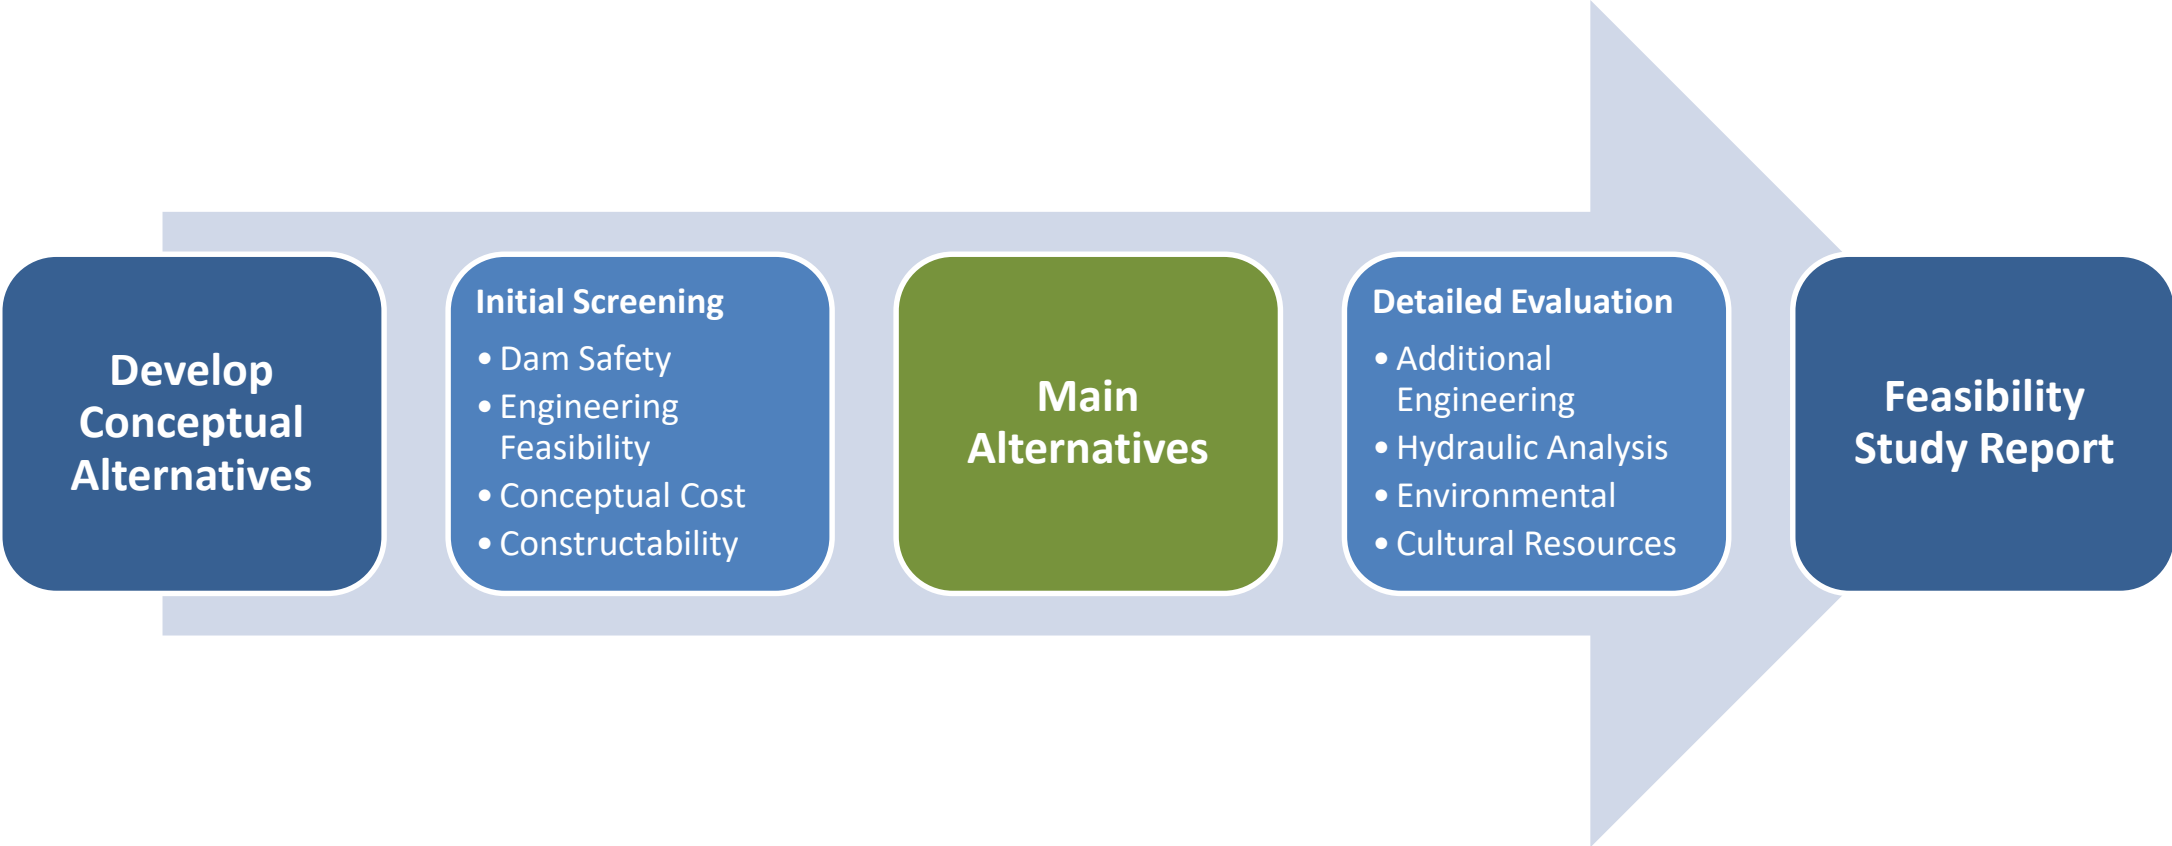 Develop
Conceptual
Alternatives
Initial Screening
• Dam Safety
• Engineering
Feasibility
• Conceptual Cost
• Constructability
Main
Alternatives
Detailed Evaluation
• Additional
Engineering
• Hydraulic Analysis
• Environmental
• Cultural Resources
Feasibility
Study Report